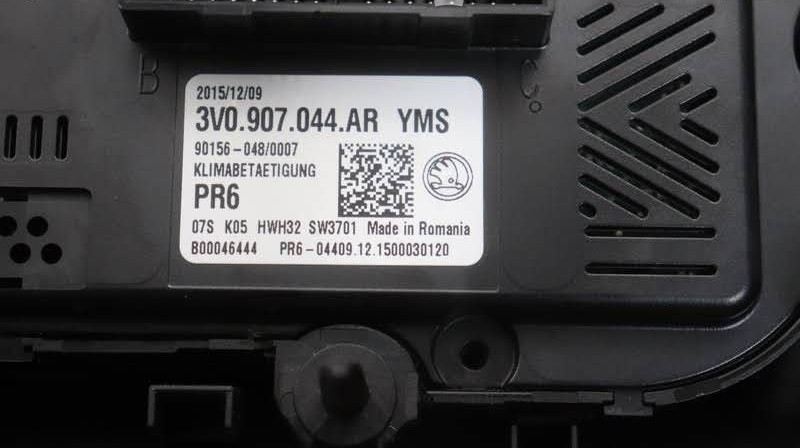 B
C
2015/12/09
3V0.907.044.AR YMS
90156-048/0007
KLIMABETAETIGUNG
PR6
07S K05 HWH32 SW3701 Made in Romania
B00046444 PR6-04409.12.1500030120